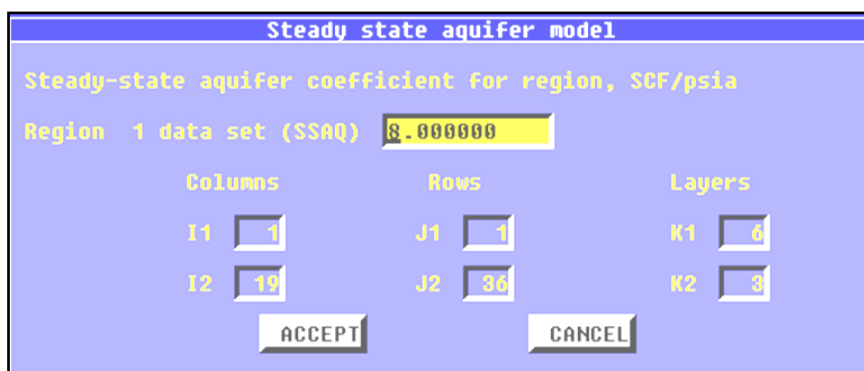 Steady state aquifer model
Steady-state aquifer coefficient for region, SCF/psia
Region 1 data set (SSAQ) 8.000000
Columns Rows Layers
I1 1 J1 1 K1 6
I2 19 J2 36 K2 3
ACCEPT CANCEL